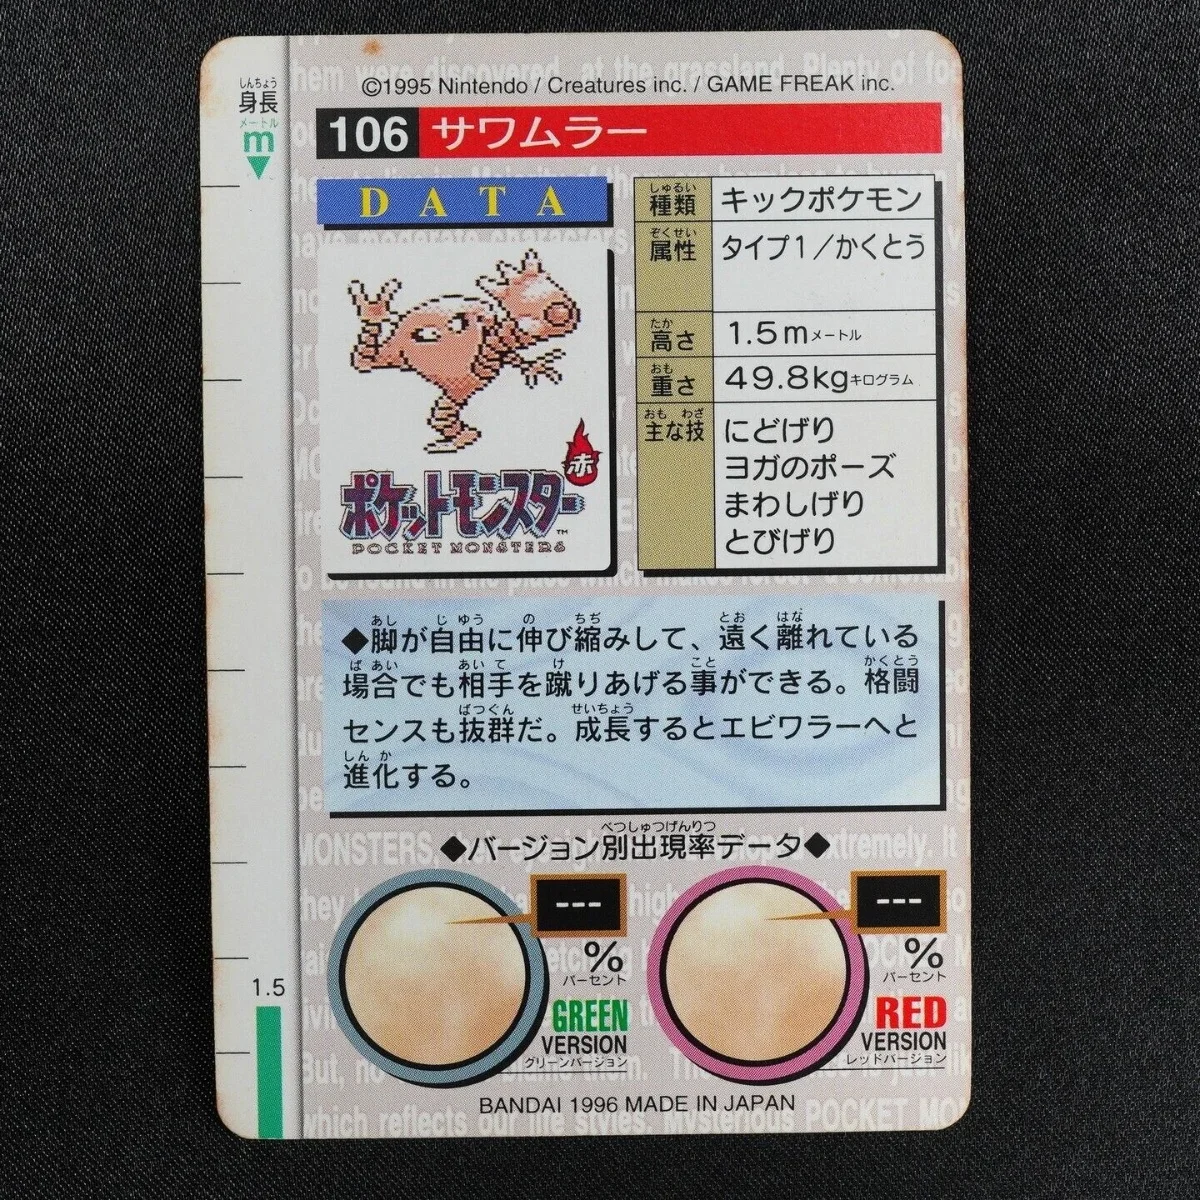 ©1995 Nintendo / Creatures inc. / GAME FREAK inc.
しんちょう
身長
メートル
m
106 サワムラー
DATA
赤
ポケットモンスター
POCKET MONSTERS
TM
しゅるい
種類 キックポケモン
ぞくせい
属性 タイプ1/かくとう
たか
高さ 1.5mメートル
おも
重さ 49.8kgキログラム
おも わざ
主な技 にどげり
ヨガのポーズ
まわしげり
とびげり
あし じゆう の ちぢ とお はな
◆脚が自由に伸び縮みして、遠く離れている
ばあい あいて け こと かくとう
場合でも相手を蹴りあげる事ができる。格闘
ばつぐん せいちょう
センスも抜群だ。成長するとエビワラーへと
しんか
進化する。
べつしゅつげんりつ
◆バージョン別出現率データ◆
---
%
パーセント
GREEN
VERSION
グリーンバージョン
---
%
パーセント
RED
VERSION
レッドバージョン
1.5
BANDAI 1996 MADE IN JAPAN